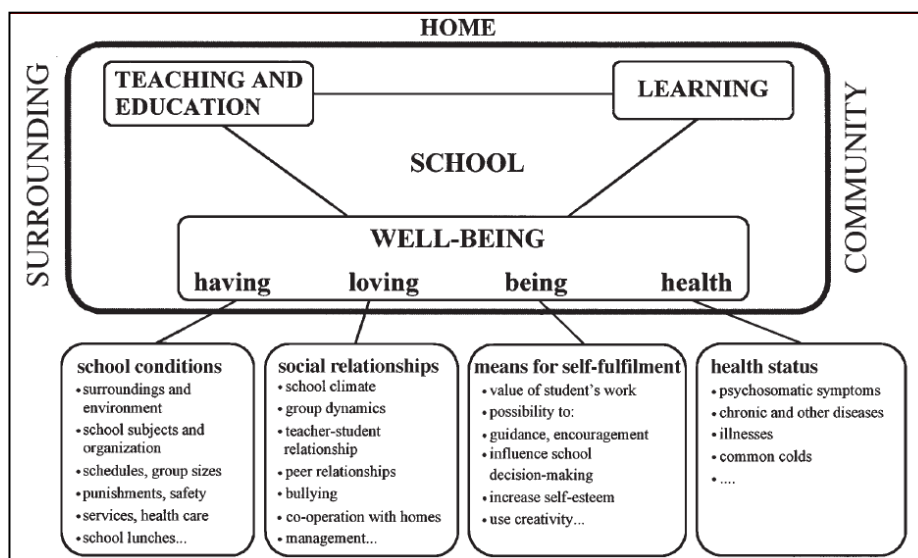 HOME
SURROUNDING
COMMUNITY
TEACHING AND
EDUCATION
LEARNING
SCHOOL
WELL-BEING
having loving being health
school conditions
• surroundings and
environment
• school subjects and
organization
• schedules, group sizes
• punishments, safety
• services, health care
• school lunches...
social relationships
• school climate
• group dynamics
• teacher-student
relationship
• peer relationships
• bullying
• co-operation with homes
• management...
means for self-fulfilment
• value of student's work
• possibility to:
• guidance, encouragement
• influence school
decision-making
• increase self-esteem
• use creativity...
health status
• psychosomatic symptoms
• chronic and other diseases
• illnesses
• common colds
• ....